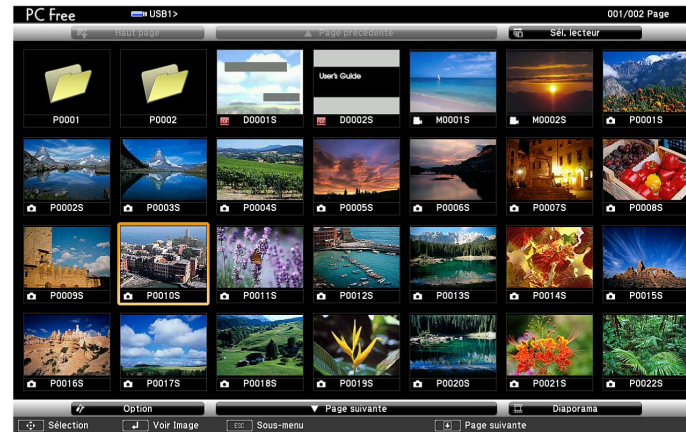 PC Free USB1> 001/002 Page
Haut page Page précédente Sél. lecteur
User's Guide
P0001 P0002 D0001S D0002S M0001S M0002S P0001S
P0002S P0003S P0004S P0005S P0006S P0007S P0008S
P0009S P0010S P0011S P0012S P0013S P0014S P0015S
P0016S P0017S P0018S P0019S P0020S P0021S P0022S
Option Page suivante Diaporama
Sélection Voir Image ESC Sous-menu Page suivante